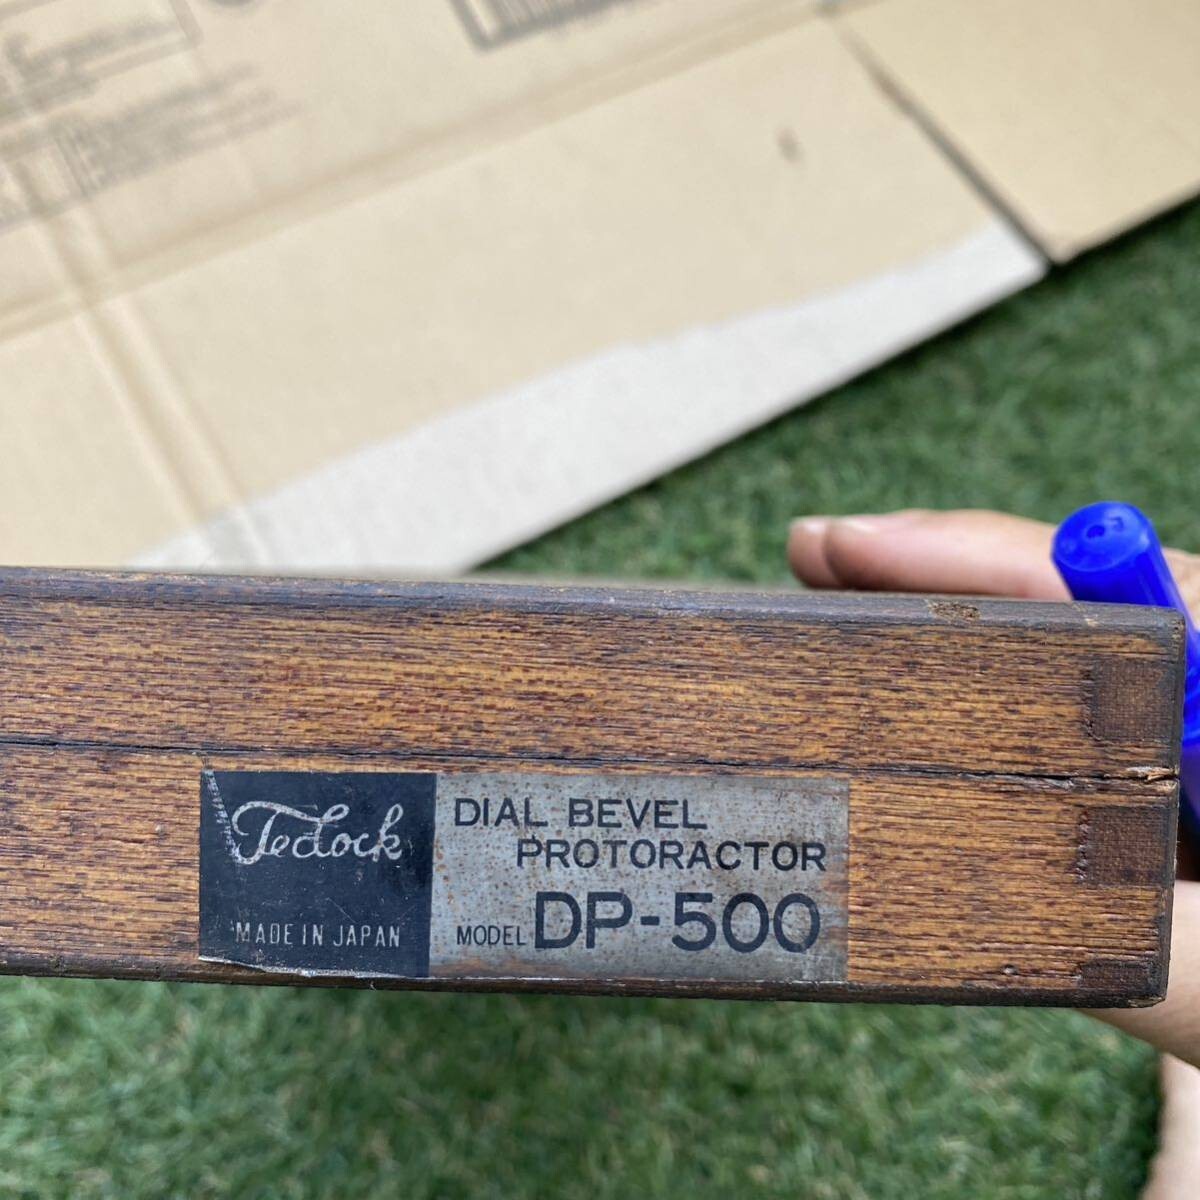 Teclock
MADE IN JAPAN
DIAL BEVEL
PROTORACTOR
MODEL DP-500